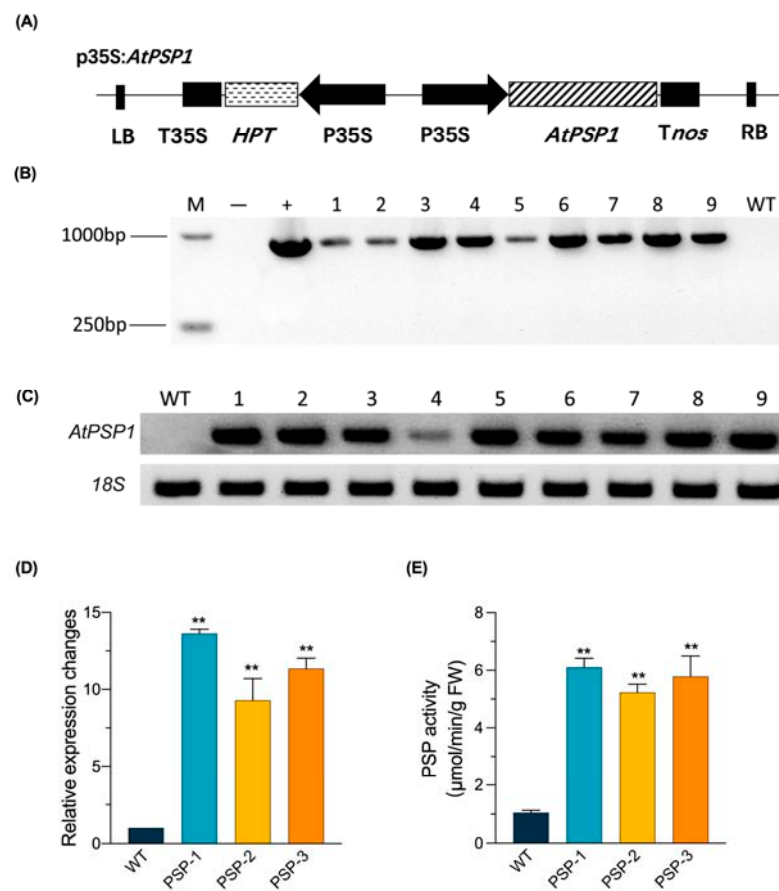 (A)
p35S:AtPSP1
LB T35S HPT P35S P35S AtPSP1 Tnos RB
(B)
M — + 1 2 3 4 5 6 7 8 9 WT
1000bp
250bp
(C)
WT 1 2 3 4 5 6 7 8 9
AtPSP1
18S
(D)
Relative expression changes
15
10
5
0
**
**
**
WT PSP-1 PSP-2 PSP-3
(E)
PSP activity
(μmol/min/g FW)
8
6
4
2
0
**
**
**
WT PSP-1 PSP-2 PSP-3